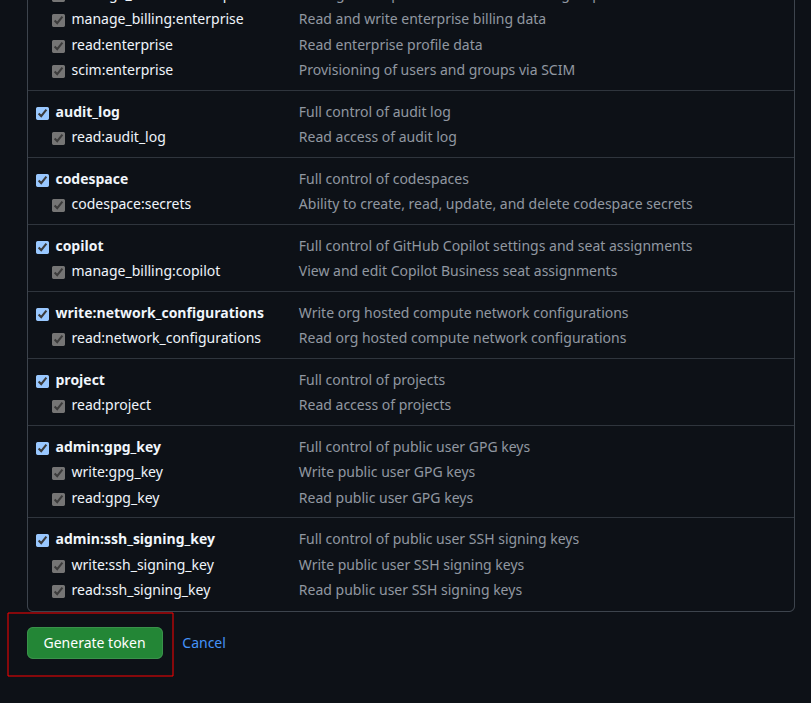 manage_billing:enterprise Read and write enterprise billing data
read:enterprise Read enterprise profile data
scim:enterprise Provisioning of users and groups via SCIM
audit_log Full control of audit log
read:audit_log Read access of audit log
codespace Full control of codespaces
codespace:secrets Ability to create, read, update, and delete codespace secrets
copilot Full control of GitHub Copilot settings and seat assignments
manage_billing:copilot View and edit Copilot Business seat assignments
write:network_configurations Write org hosted compute network configurations
read:network_configurations Read org hosted compute network configurations
project Full control of projects
read:project Read access of projects
admin:gpg_key Full control of public user GPG keys
write:gpg_key Write public user GPG keys
read:gpg_key Read public user GPG keys
admin:ssh_signing_key Full control of public user SSH signing keys
write:ssh_signing_key Write public user SSH signing keys
read:ssh_signing_key Read public user SSH signing keys
Generate token Cancel